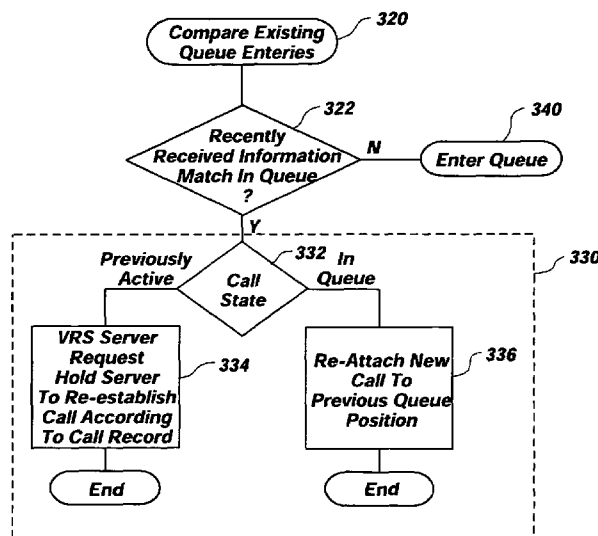 Compare Existing
Queue Enteries
320
322
Recently
Received Information
Match In Queue
?
N
340
Enter Queue
Y
330
332
Previously
Active
Call
State
In
Queue
VRS Server
Request
Hold Server
To Re-establish
Call According
To Call Record
334
Re-Attach New
Call To
Previous Queue
Position
336
End
End